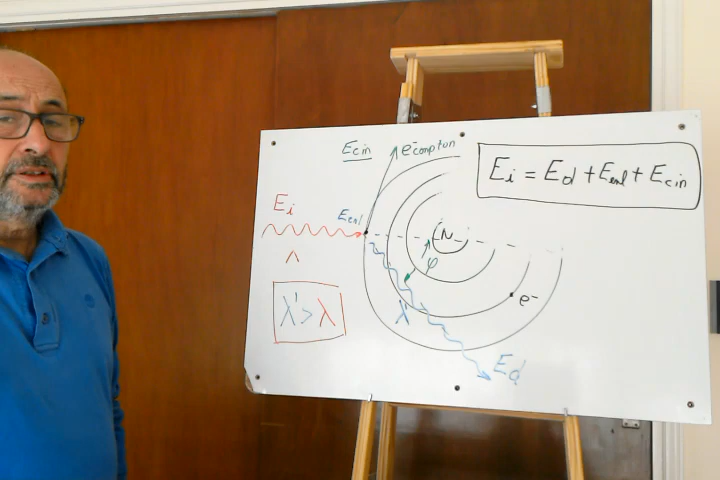 Ecin e⁻compton
Ei = Ed + Eenl + Ecin
Ei
Eenl
N
φ
λ
λ' > λ
λ'
e⁻
Ed